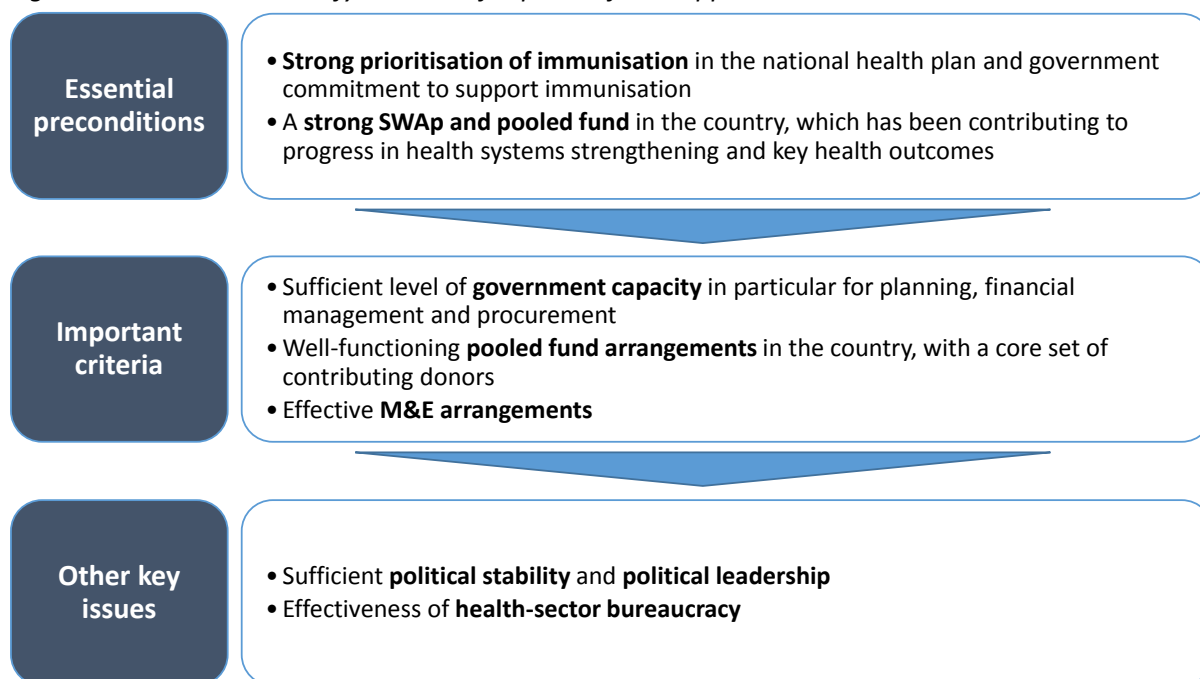 Essential
preconditions
• Strong prioritisation of immunisation in the national health plan and government
commitment to support immunisation
• A strong SWAp and pooled fund in the country, which has been contributing to
progress in health systems strengthening and key health outcomes
Important
criteria
• Sufficient level of government capacity in particular for planning, financial
management and procurement
• Well-functioning pooled fund arrangements in the country, with a core set of
contributing donors
• Effective M&E arrangements
Other key
issues
• Sufficient political stability and political leadership
• Effectiveness of health-sector bureaucracy